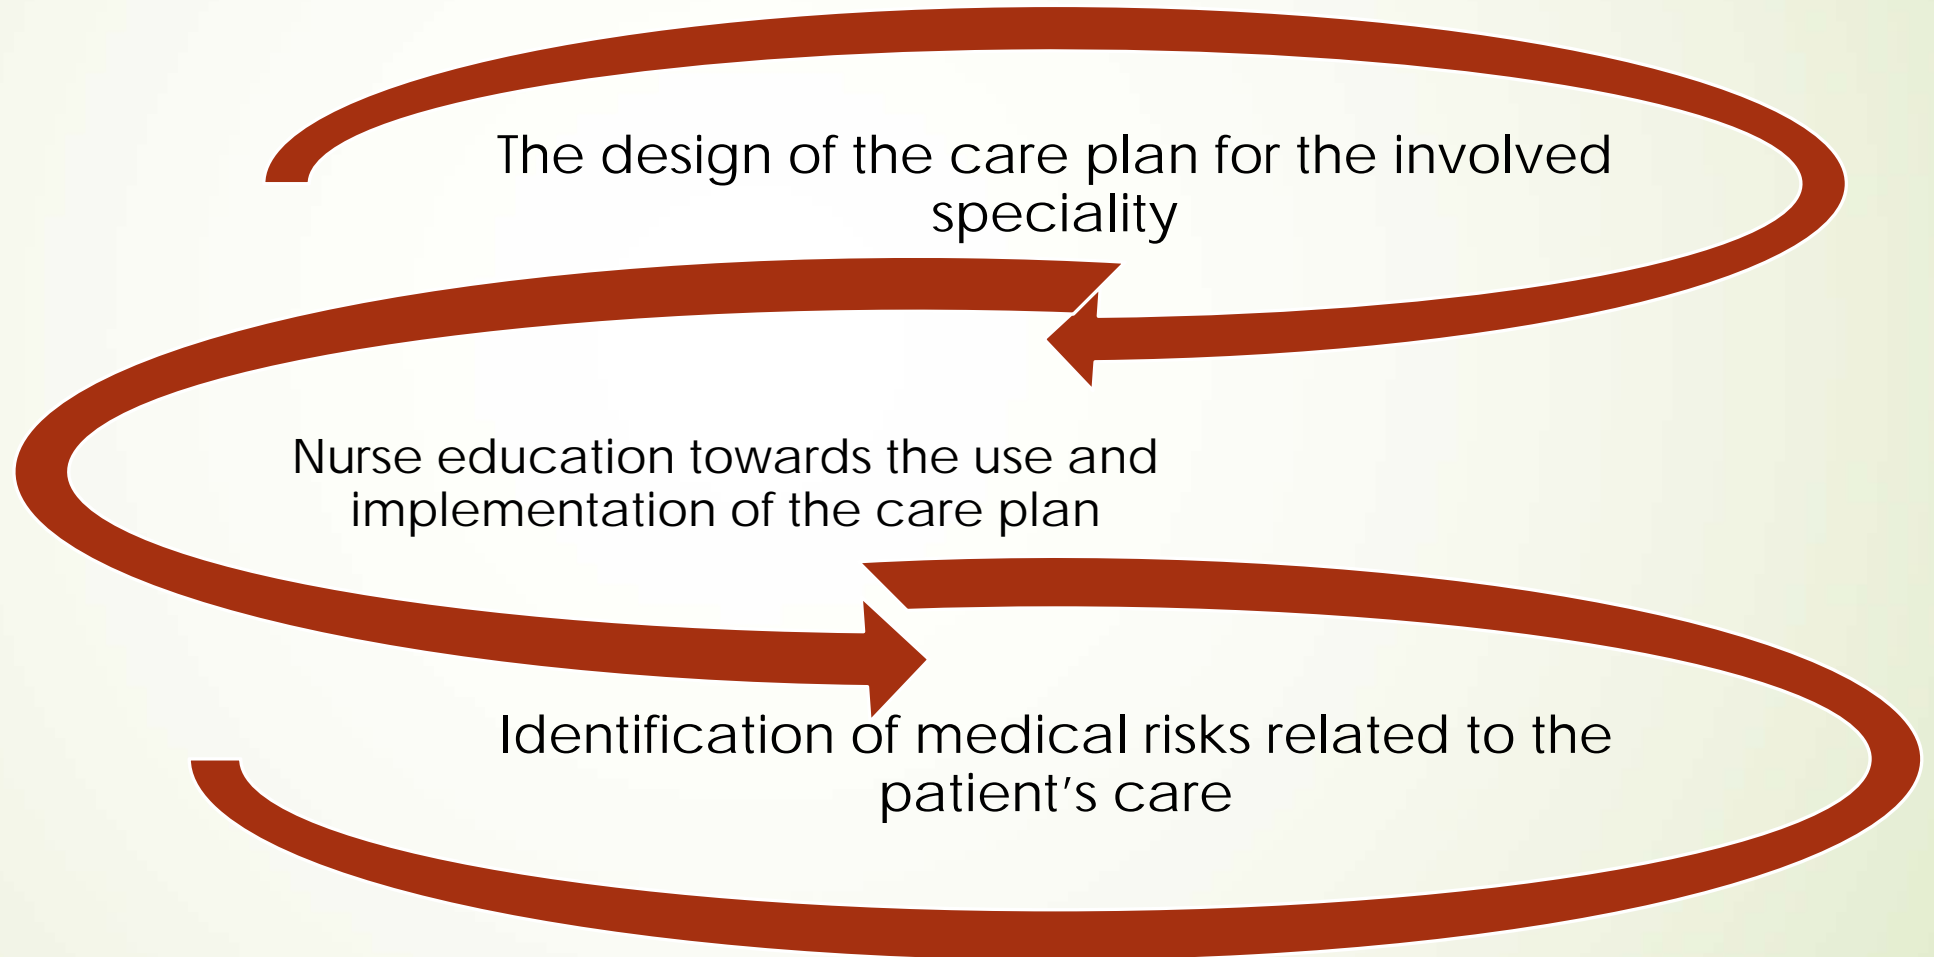 The design of the care plan for the involved
speciality
Nurse education towards the use and
implementation of the care plan
Identification of medical risks related to the
patient’s care